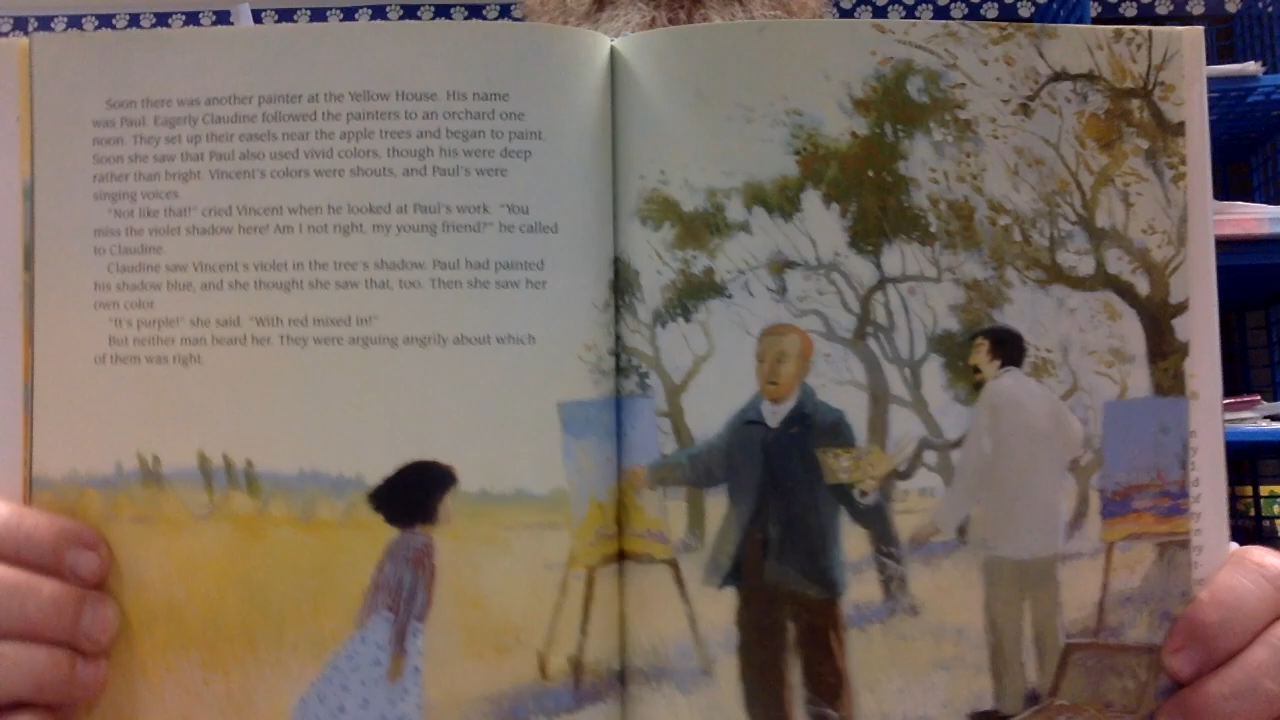 Soon there was another painter at the Yellow House. His name
was Paul. Eagerly Claudine followed the painters to an orchard one
noon. They set up their easels near the apple trees and began to paint.
Soon she saw that Paul also used vivid colors, though his were deep
rather than bright. Vincent's colors were shouts, and Paul's were
singing voices.
"Not like that!" cried Vincent when he looked at Paul's work. "You
miss the violet shadow here! Am I not right, my young friend?" he called
to Claudine.
Claudine saw Vincent's violet in the tree's shadow. Paul had painted
his shadow blue, and she thought she saw that, too. Then she saw her
own color.
"It's purple!" she said. "With red mixed in!"
But neither man heard her. They were arguing angrily about which
of them was right.